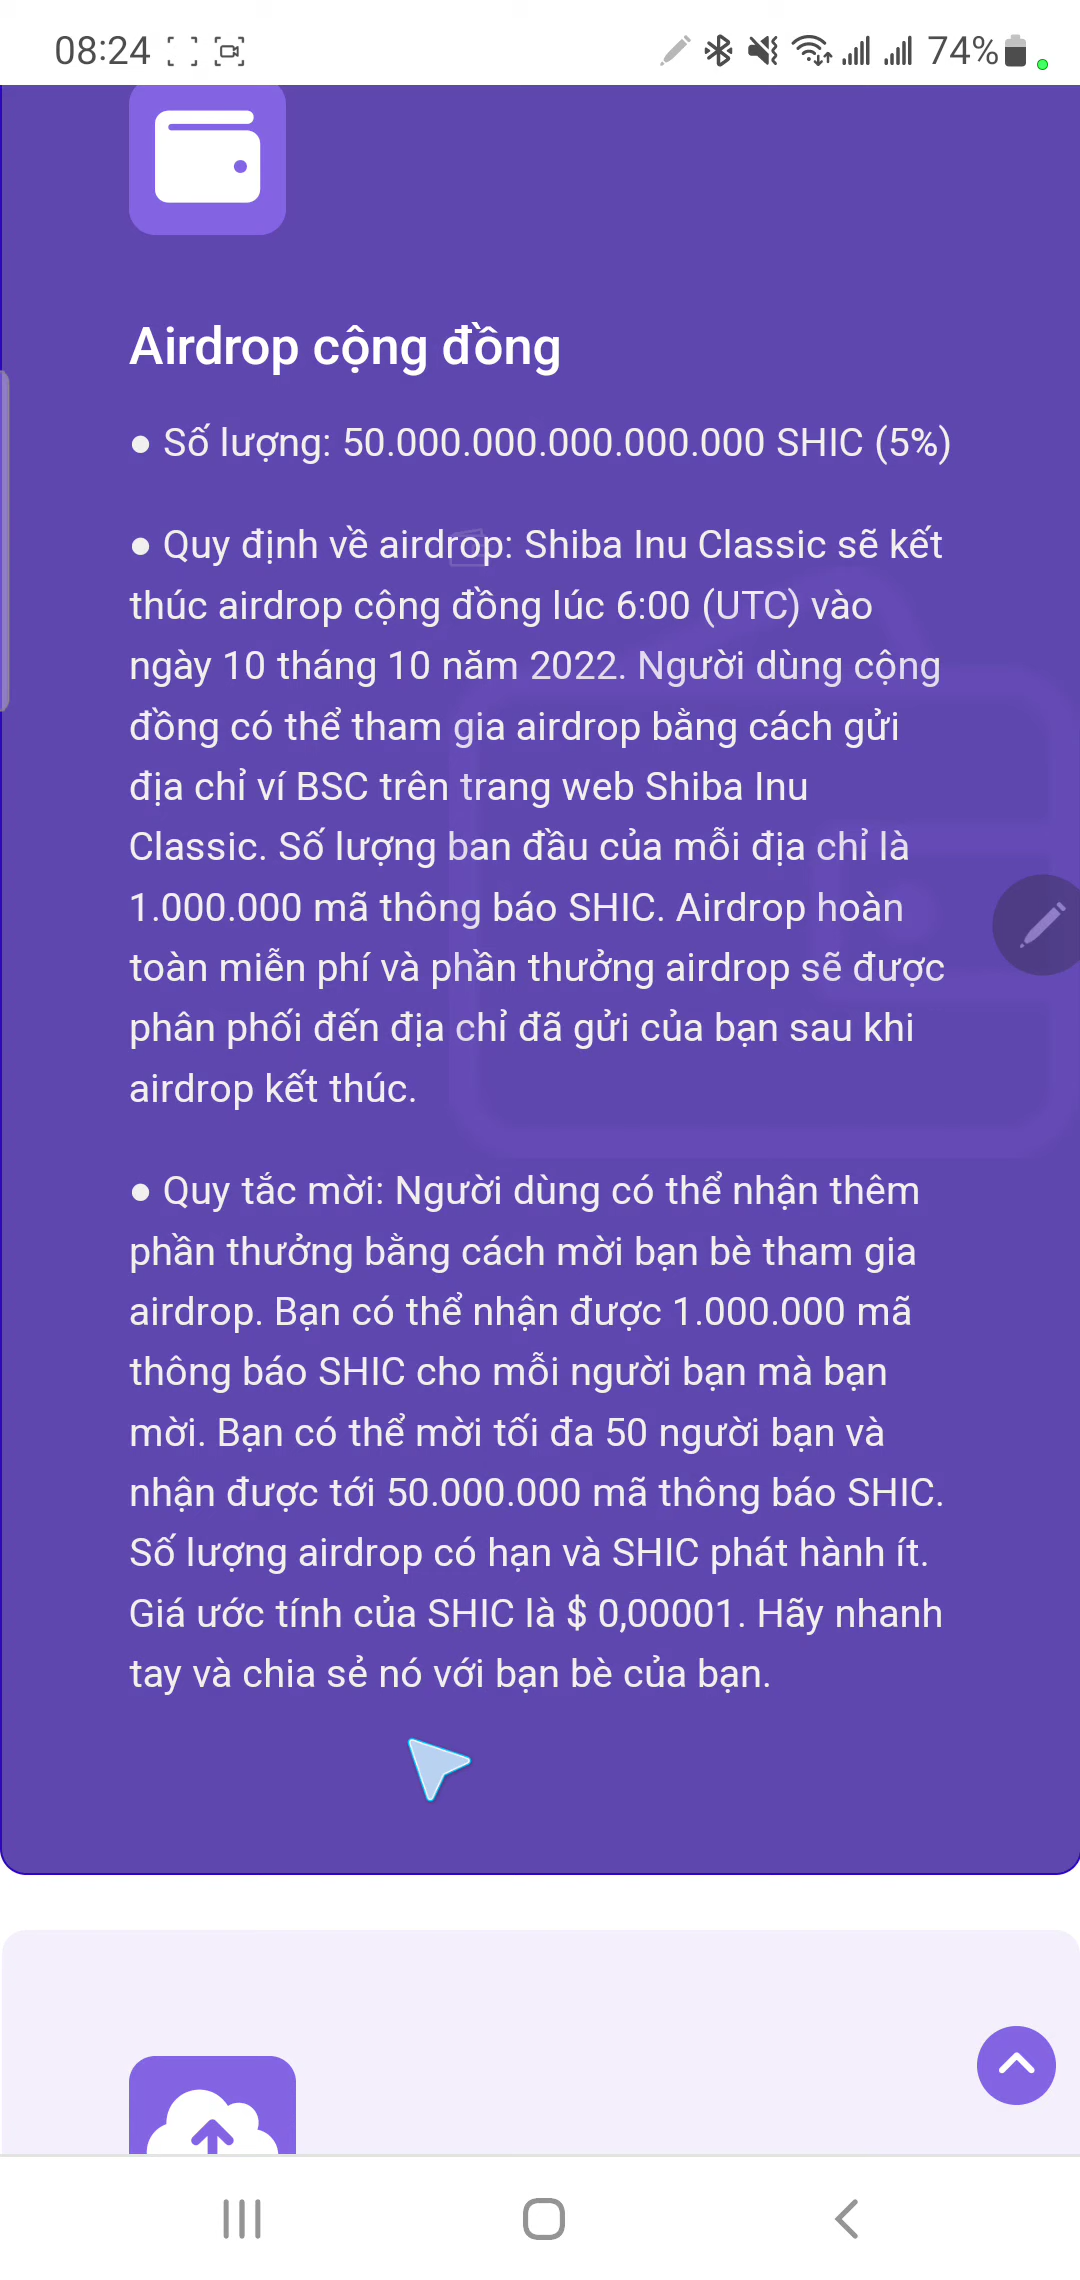 08:24
74%
Airdrop cộng đồng
● Số lượng: 50.000.000.000.000.000 SHIC (5%)
● Quy định về airdrop: Shiba Inu Classic sẽ kết
thúc airdrop cộng đồng lúc 6:00 (UTC) vào
ngày 10 tháng 10 năm 2022. Người dùng cộng
đồng có thể tham gia airdrop bằng cách gửi
địa chỉ ví BSC trên trang web Shiba Inu
Classic. Số lượng ban đầu của mỗi địa chỉ là
1.000.000 mã thông báo SHIC. Airdrop hoàn
toàn miễn phí và phần thưởng airdrop sẽ được
phân phối đến địa chỉ đã gửi của bạn sau khi
airdrop kết thúc.
● Quy tắc mời: Người dùng có thể nhận thêm
phần thưởng bằng cách mời bạn bè tham gia
airdrop. Bạn có thể nhận được 1.000.000 mã
thông báo SHIC cho mỗi người bạn mà bạn
mời. Bạn có thể mời tối đa 50 người bạn và
nhận được tới 50.000.000 mã thông báo SHIC.
Số lượng airdrop có hạn và SHIC phát hành ít.
Giá ước tính của SHIC là $ 0,00001. Hãy nhanh
tay và chia sẻ nó với bạn bè của bạn.